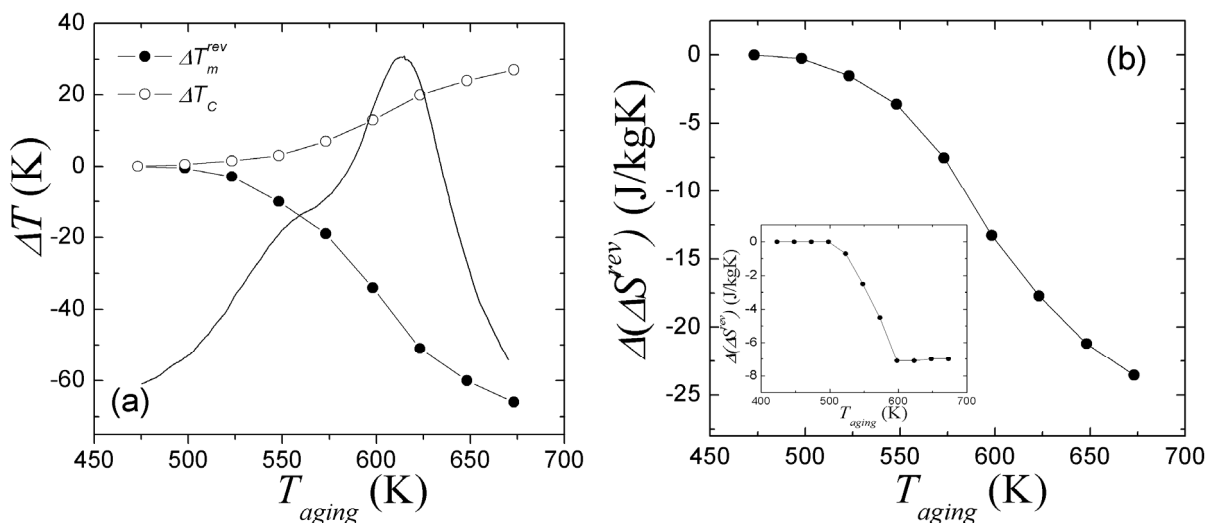 40
20
0
-20
-40
-60
ΔT (K)
ΔT_m^rev
ΔT_C
(a)
450 500 550 600 650 700
T_aging (K)
0
-5
-10
-15
-20
-25
Δ(ΔS^rev) (J/kgK)
(b)
0
-2
-4
-6
-8
Δ(ΔS^rev) (J/kgK)
400 500 600 700
T_aging (K)
450 500 550 600 650 700
T_aging (K)